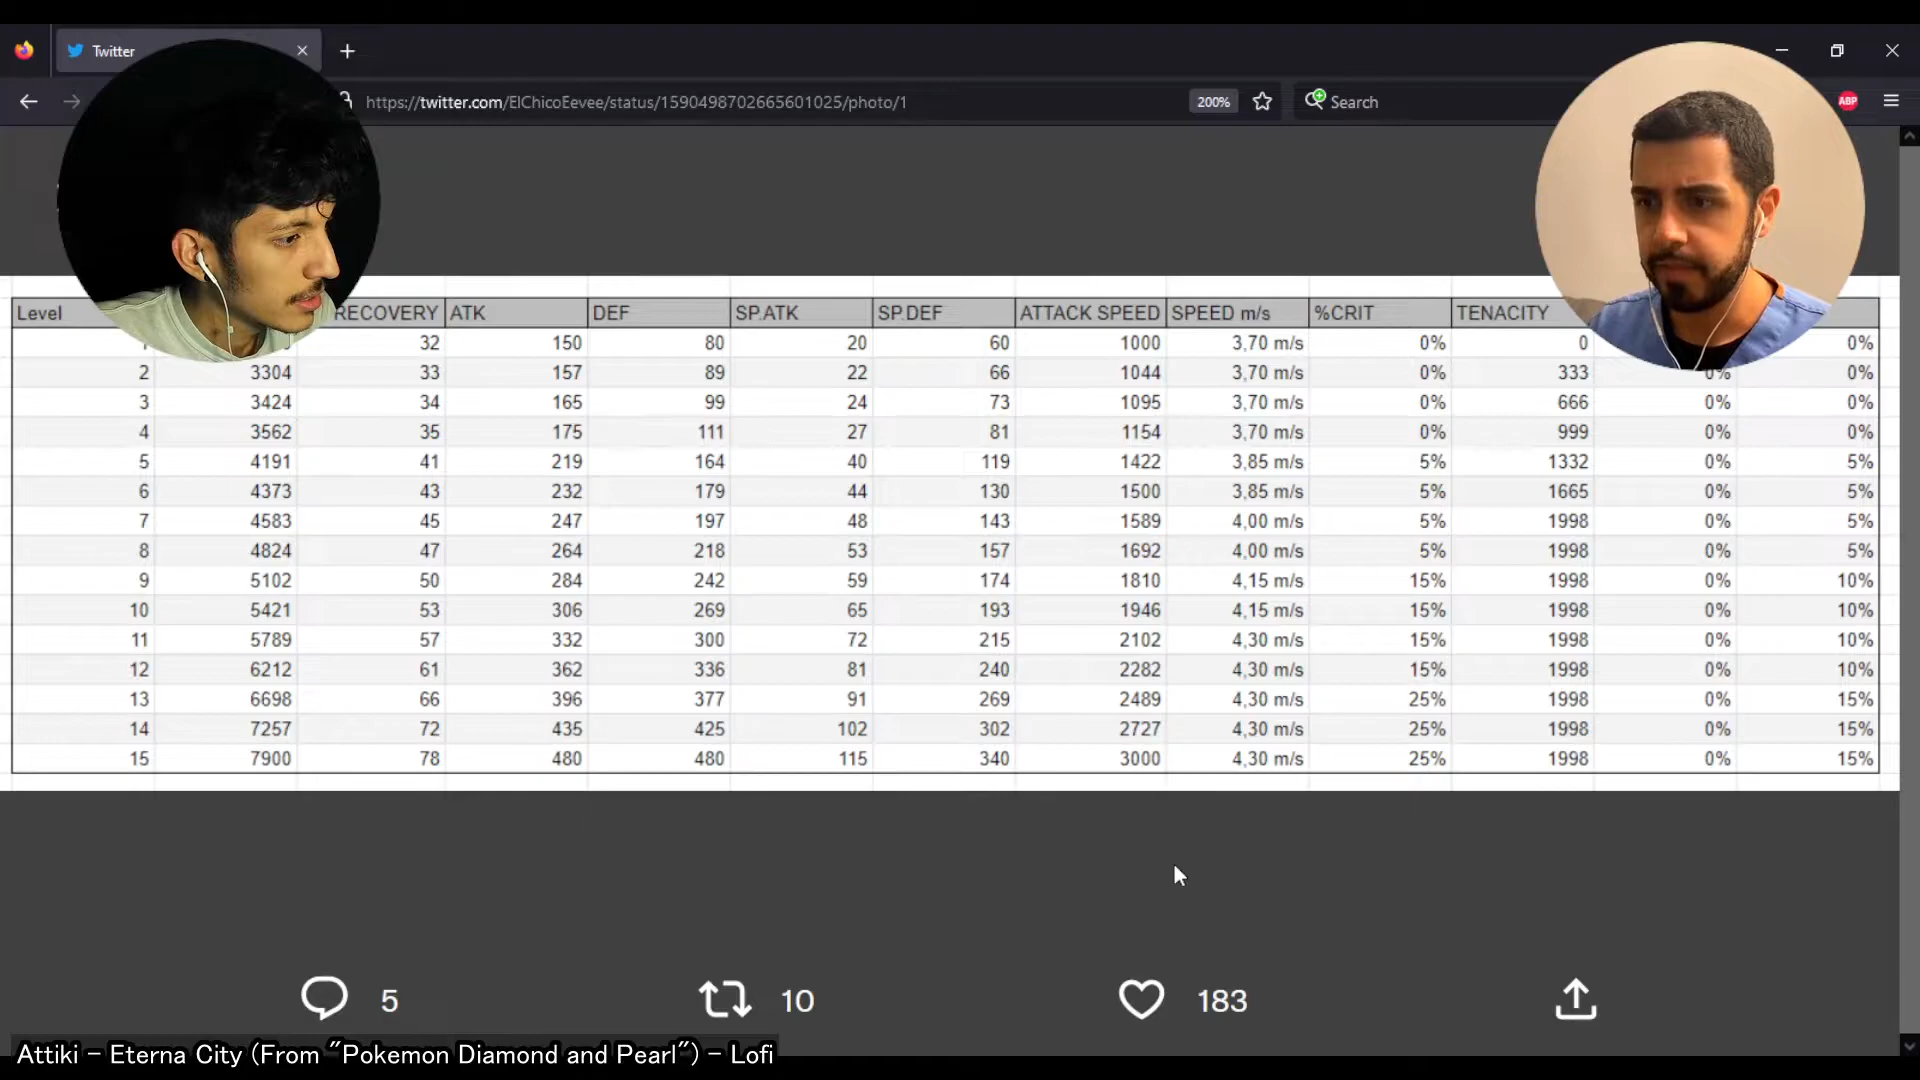 Twitter
https://twitter.com/ElChicoEevee/status/1590498702665601025/photo/1
200%
Search
ABP
Level RECOVERY ATK DEF SP.ATK SP.DEF ATTACK SPEED SPEED m/s %CRIT TENACITY
32 150 80 20 60 1000 3,70 m/s 0% 0 0%
2 3304 33 157 89 22 66 1044 3,70 m/s 0% 333 0% 0%
3 3424 34 165 99 24 73 1095 3,70 m/s 0% 666 0% 0%
4 3562 35 175 111 27 81 1154 3,70 m/s 0% 999 0% 0%
5 4191 41 219 164 40 119 1422 3,85 m/s 5% 1332 0% 5%
6 4373 43 232 179 44 130 1500 3,85 m/s 5% 1665 0% 5%
7 4583 45 247 197 48 143 1589 4,00 m/s 5% 1998 0% 5%
8 4824 47 264 218 53 157 1692 4,00 m/s 5% 1998 0% 5%
9 5102 50 284 242 59 174 1810 4,15 m/s 15% 1998 0% 10%
10 5421 53 306 269 65 193 1946 4,15 m/s 15% 1998 0% 10%
11 5789 57 332 300 72 215 2102 4,30 m/s 15% 1998 0% 10%
12 6212 61 362 336 81 240 2282 4,30 m/s 15% 1998 0% 10%
13 6698 66 396 377 91 269 2489 4,30 m/s 25% 1998 0% 15%
14 7257 72 435 425 102 302 2727 4,30 m/s 25% 1998 0% 15%
15 7900 78 480 480 115 340 3000 4,30 m/s 25% 1998 0% 15%
5 10 183
Attiki - Eterna City (From "Pokemon Diamond and Pearl") - Lofi